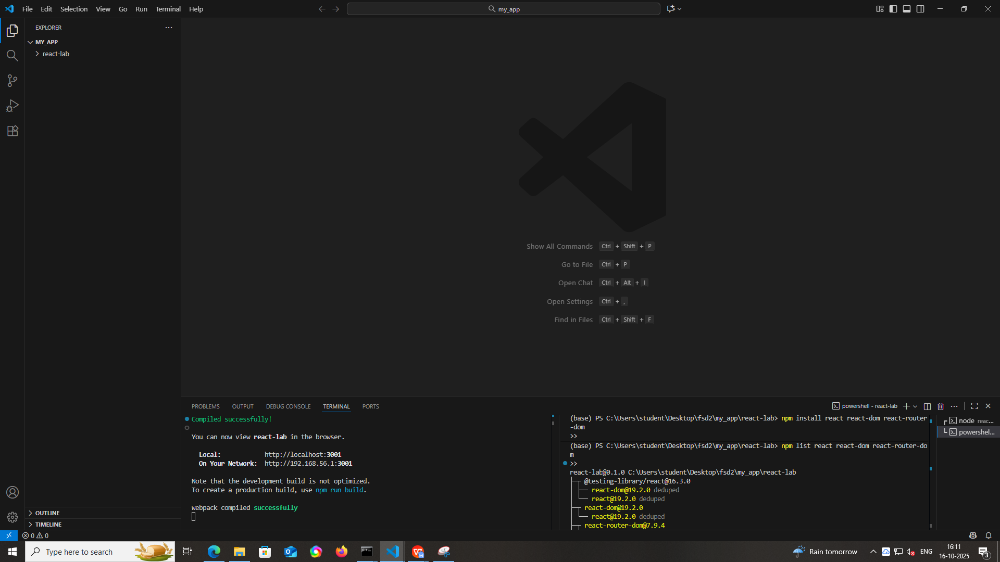 File Edit Selection View Go Run Terminal Help
my_app
EXPLORER
MY_APP
react-lab
OUTLINE
TIMELINE
Show All Commands Ctrl + Shift + P
Go to File Ctrl + P
Open Chat Ctrl + Alt + I
Open Settings Ctrl + ,
Find in Files Ctrl + Shift + F
PROBLEMS OUTPUT DEBUG CONSOLE TERMINAL PORTS
powershell - react-lab
Compiled successfully!
You can now view react-lab in the browser.
Local: http://localhost:3001
On Your Network: http://192.168.56.1:3001
Note that the development build is not optimized.
To create a production build, use npm run build.
webpack compiled successfully
(base) PS C:\Users\student\Desktop\fsd2\my_app\react-lab> npm install react react-dom react-router
-dom
>>
(base) PS C:\Users\student\Desktop\fsd2\my_app\react-lab> npm list react react-dom react-router-do
m
>>
react-lab@0.1.0 C:\Users\student\Desktop\fsd2\my_app\react-lab
@testing-library/react@16.3.0
react-dom@19.2.0 deduped
react@19.2.0 deduped
react-dom@19.2.0
react@19.2.0 deduped
react-router-dom@7.9.4
node reac...
powershel...
0 0
Type here to search
Rain tomorrow
ENG
16:11
16-10-2025
3